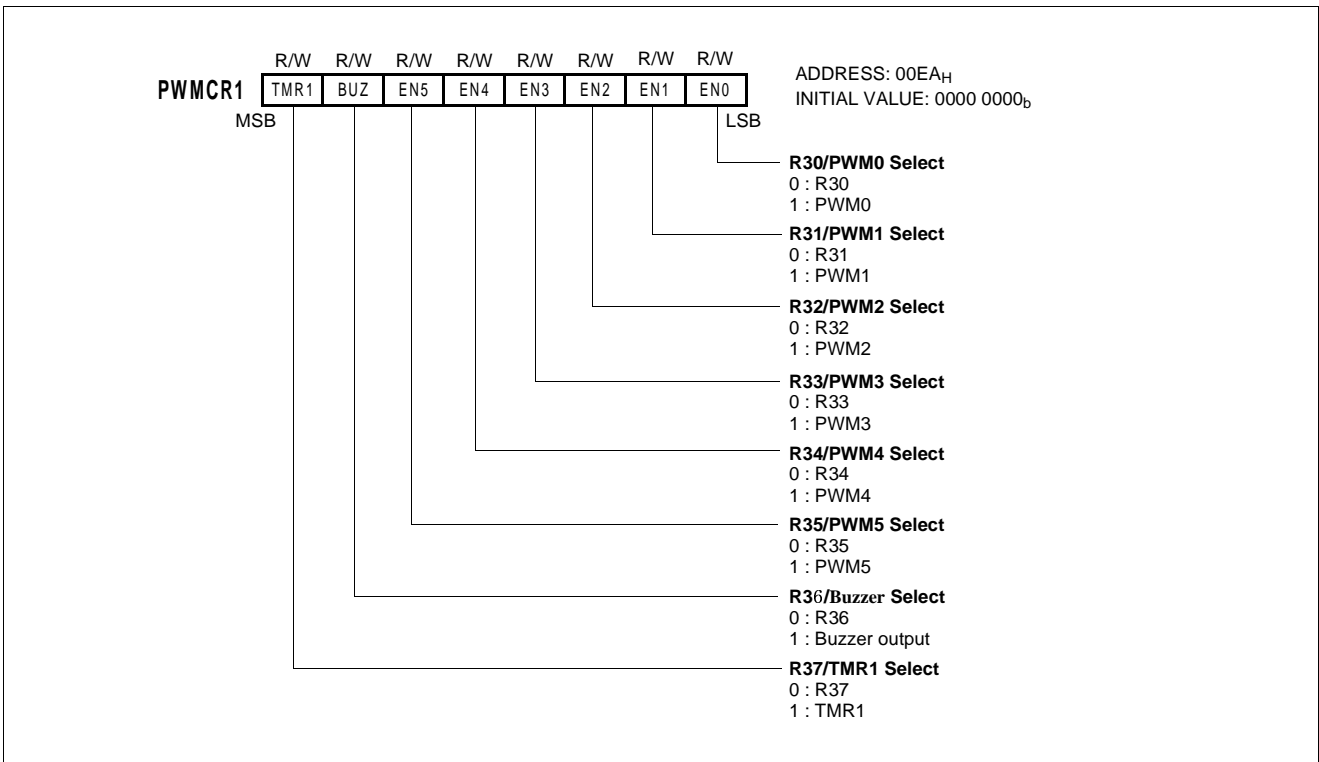 R/W R/W R/W R/W R/W R/W R/W R/W
PWMCR1 TMR1 BUZ EN5 EN4 EN3 EN2 EN1 EN0
MSB LSB
ADDRESS: 00EAH
INITIAL VALUE: 0000 0000b
R30/PWM0 Select
0 : R30
1 : PWM0
R31/PWM1 Select
0 : R31
1 : PWM1
R32/PWM2 Select
0 : R32
1 : PWM2
R33/PWM3 Select
0 : R33
1 : PWM3
R34/PWM4 Select
0 : R34
1 : PWM4
R35/PWM5 Select
0 : R35
1 : PWM5
R36/Buzzer Select
0 : R36
1 : Buzzer output
R37/TMR1 Select
0 : R37
1 : TMR1